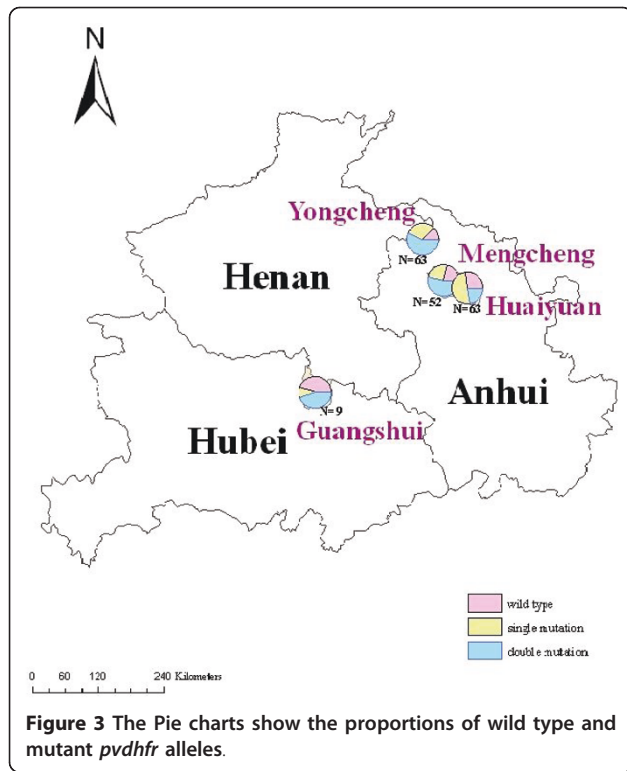 N
Yongcheng
N=63
Mengcheng
Henan
N=52
N=63
Huaiyuan
Anhui
N=9
Hubei
Guangshui
wild type
single mutation
double mutation
0 60 120 240 Kilometers
Figure 3 The Pie charts show the proportions of wild type and
mutant pvdhfr alleles.